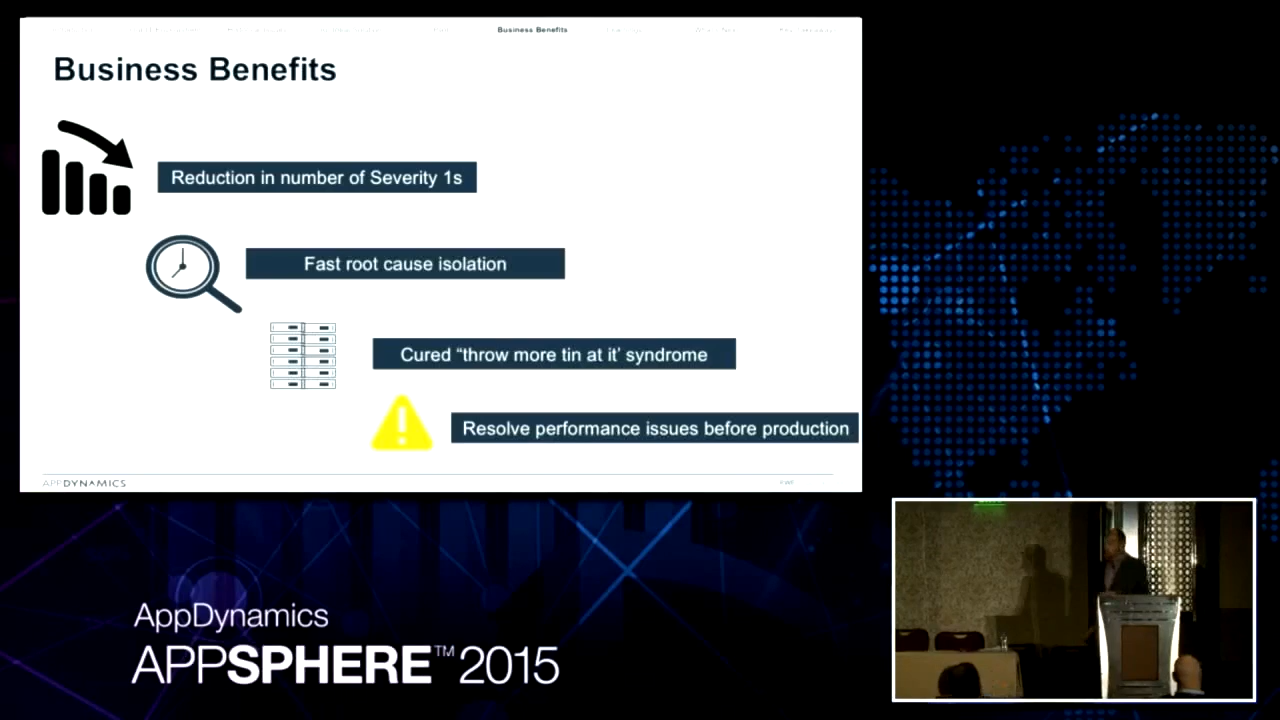 Business Benefits
Business Benefits
Reduction in number of Severity 1s
Fast root cause isolation
Cured “throw more tin at it’ syndrome
Resolve performance issues before production
APPDYNAMICS
AppDynamics
APPSPHERE™ 2015